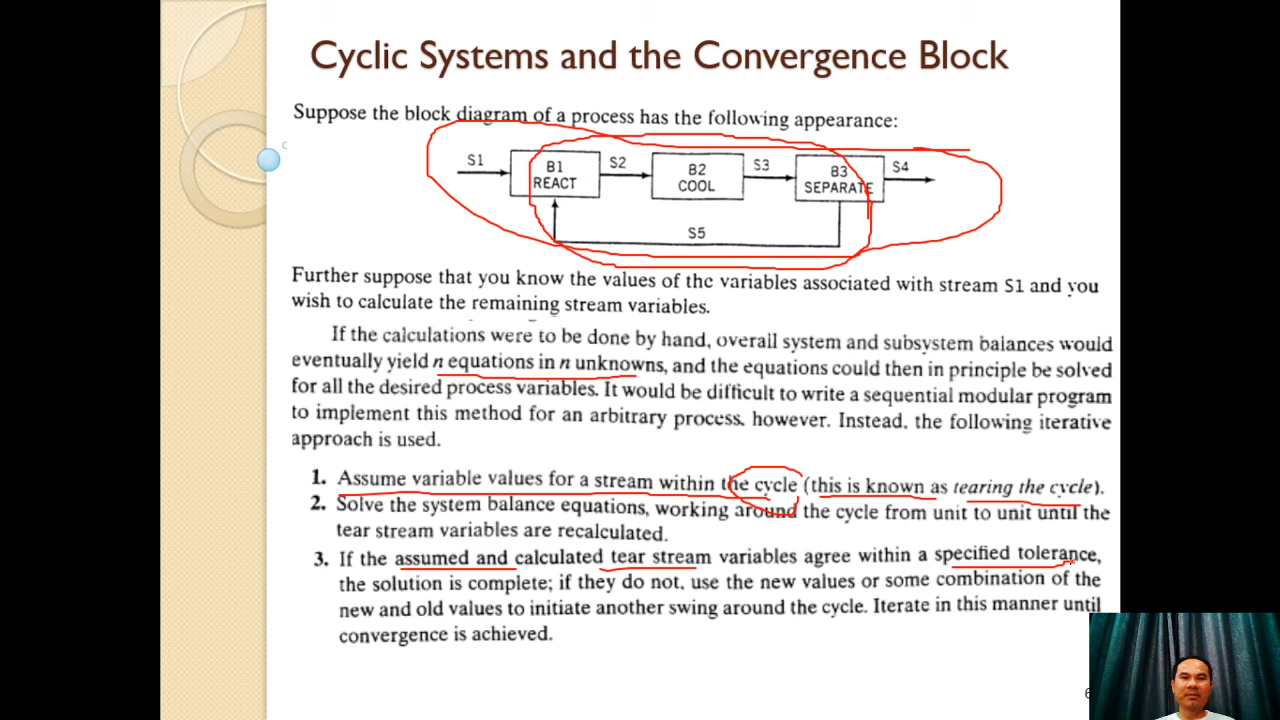 Cyclic Systems and the Convergence Block
Suppose the block diagram of a process has the following appearance:
S1
B1
REACT
S2
B2
COOL
S3
B3
SEPARATE
S4
S5
Further suppose that you know the values of the variables associated with stream S1 and you
wish to calculate the remaining stream variables.
If the calculations were to be done by hand, overall system and subsystem balances would
eventually yield n equations in n unknowns, and the equations could then in principle be solved
for all the desired process variables. It would be difficult to write a sequential modular program
to implement this method for an arbitrary process, however. Instead, the following iterative
approach is used.
1. Assume variable values for a stream within the cycle (this is known as tearing the cycle).
2. Solve the system balance equations, working around the cycle from unit to unit until the
tear stream variables are recalculated.
3. If the assumed and calculated tear stream variables agree within a specified tolerance,
the solution is complete; if they do not, use the new values or some combination of the
new and old values to initiate another swing around the cycle. Iterate in this manner until
convergence is achieved.